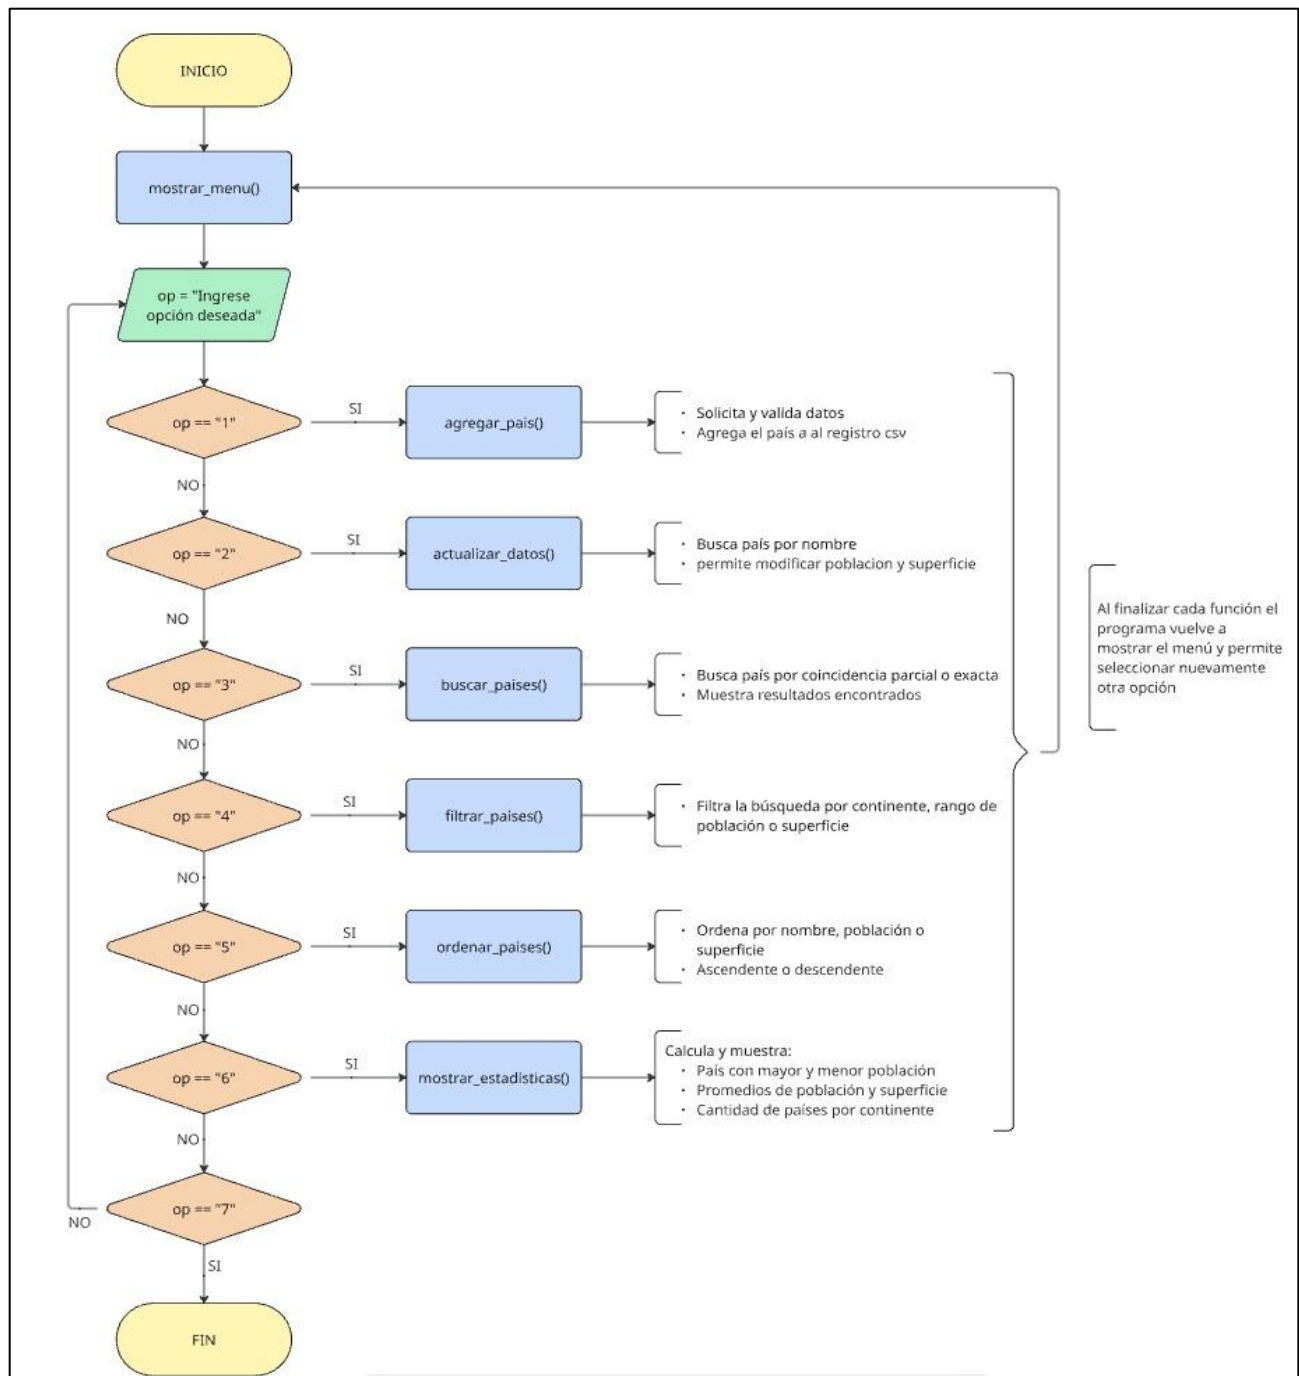 INICIO
mostrar_menu()
op = "Ingrese
opción deseada"
op == "1"
SI
agregar_pais()
· Solicita y valida datos
· Agrega el país a al registro csv
NO
op == "2"
SI
actualizar_datos()
· Busca país por nombre
· permite modificar poblacion y superficie
NO
op == "3"
SI
buscar_paises()
· Busca país por coincidencia parcial o exacta
· Muestra resultados encontrados
NO
op == "4"
SI
filtrar_paises()
· Filtra la búsqueda por continente, rango de
población o superficie
NO
op == "5"
SI
ordenar_paises()
· Ordena por nombre, población o
superficie
· Ascendente o descendente
NO
op == "6"
SI
mostrar_estadisticas()
Calcula y muestra:
· País con mayor y menor población
· Promedios de población y superficie
· Cantidad de países por continente
NO
op == "7"
NO
SI
FIN
Al finalizar cada función el
programa vuelve a
mostrar el menú y permite
seleccionar nuevamente
otra opción